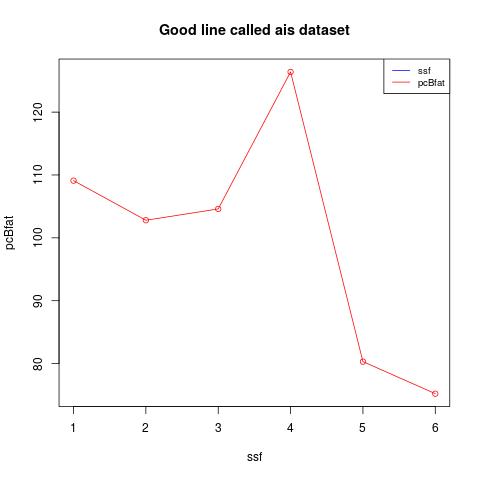 Good line called ais dataset
ssf
pcBfat
pcBfat
120
110
100
90
80
1 2 3 4 5 6
ssf